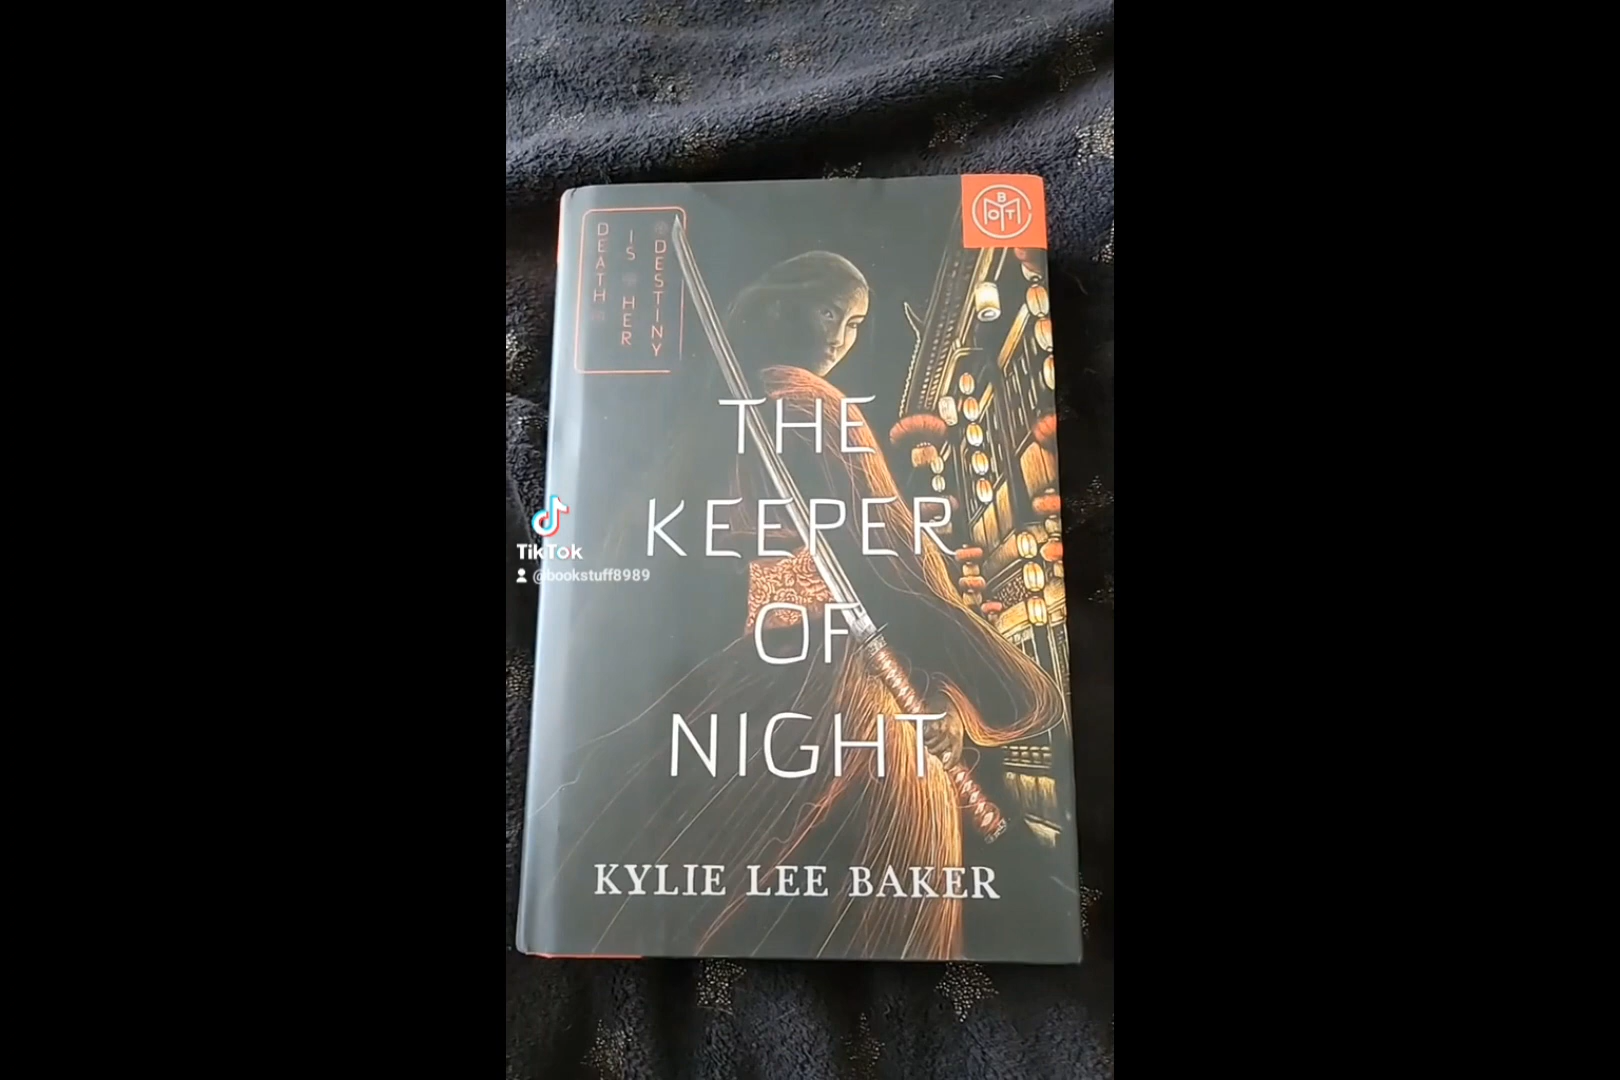 DEATH
IS HER
DESTINY
BOTM
THE
KEEPER
OF
NIGHT
KYLIE LEE BAKER
TikTok
@bookstuff8989